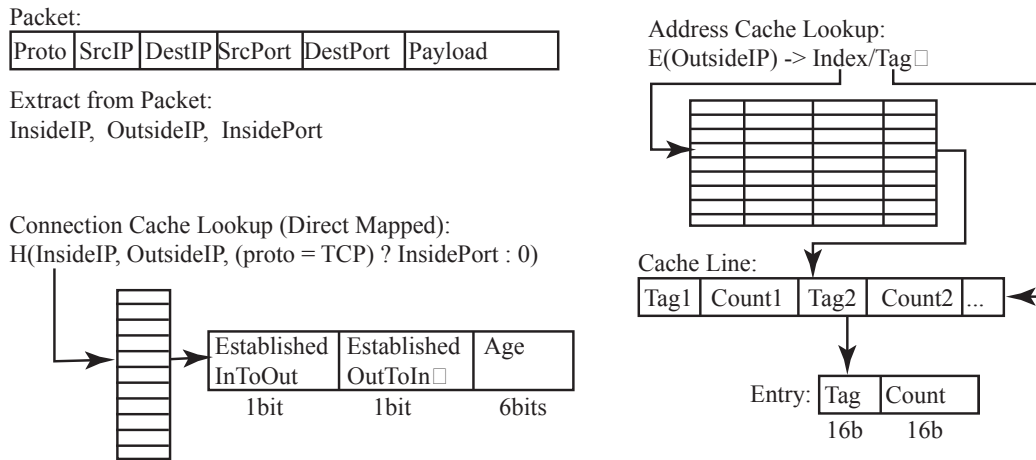 Packet:
Proto SrcIP DestIP SrcPort DestPort Payload
Extract from Packet:
InsideIP, OutsideIP, InsidePort
Connection Cache Lookup (Direct Mapped):
H(InsideIP, OutsideIP, (proto = TCP) ? InsidePort : 0)
Established InToOut
Established OutToIn□
Age
1bit 1bit 6bits
Address Cache Lookup:
E(OutsideIP) -> Index/Tag□
Cache Line:
Tag1 Count1 Tag2 Count2 ...
Entry: Tag Count
16b 16b